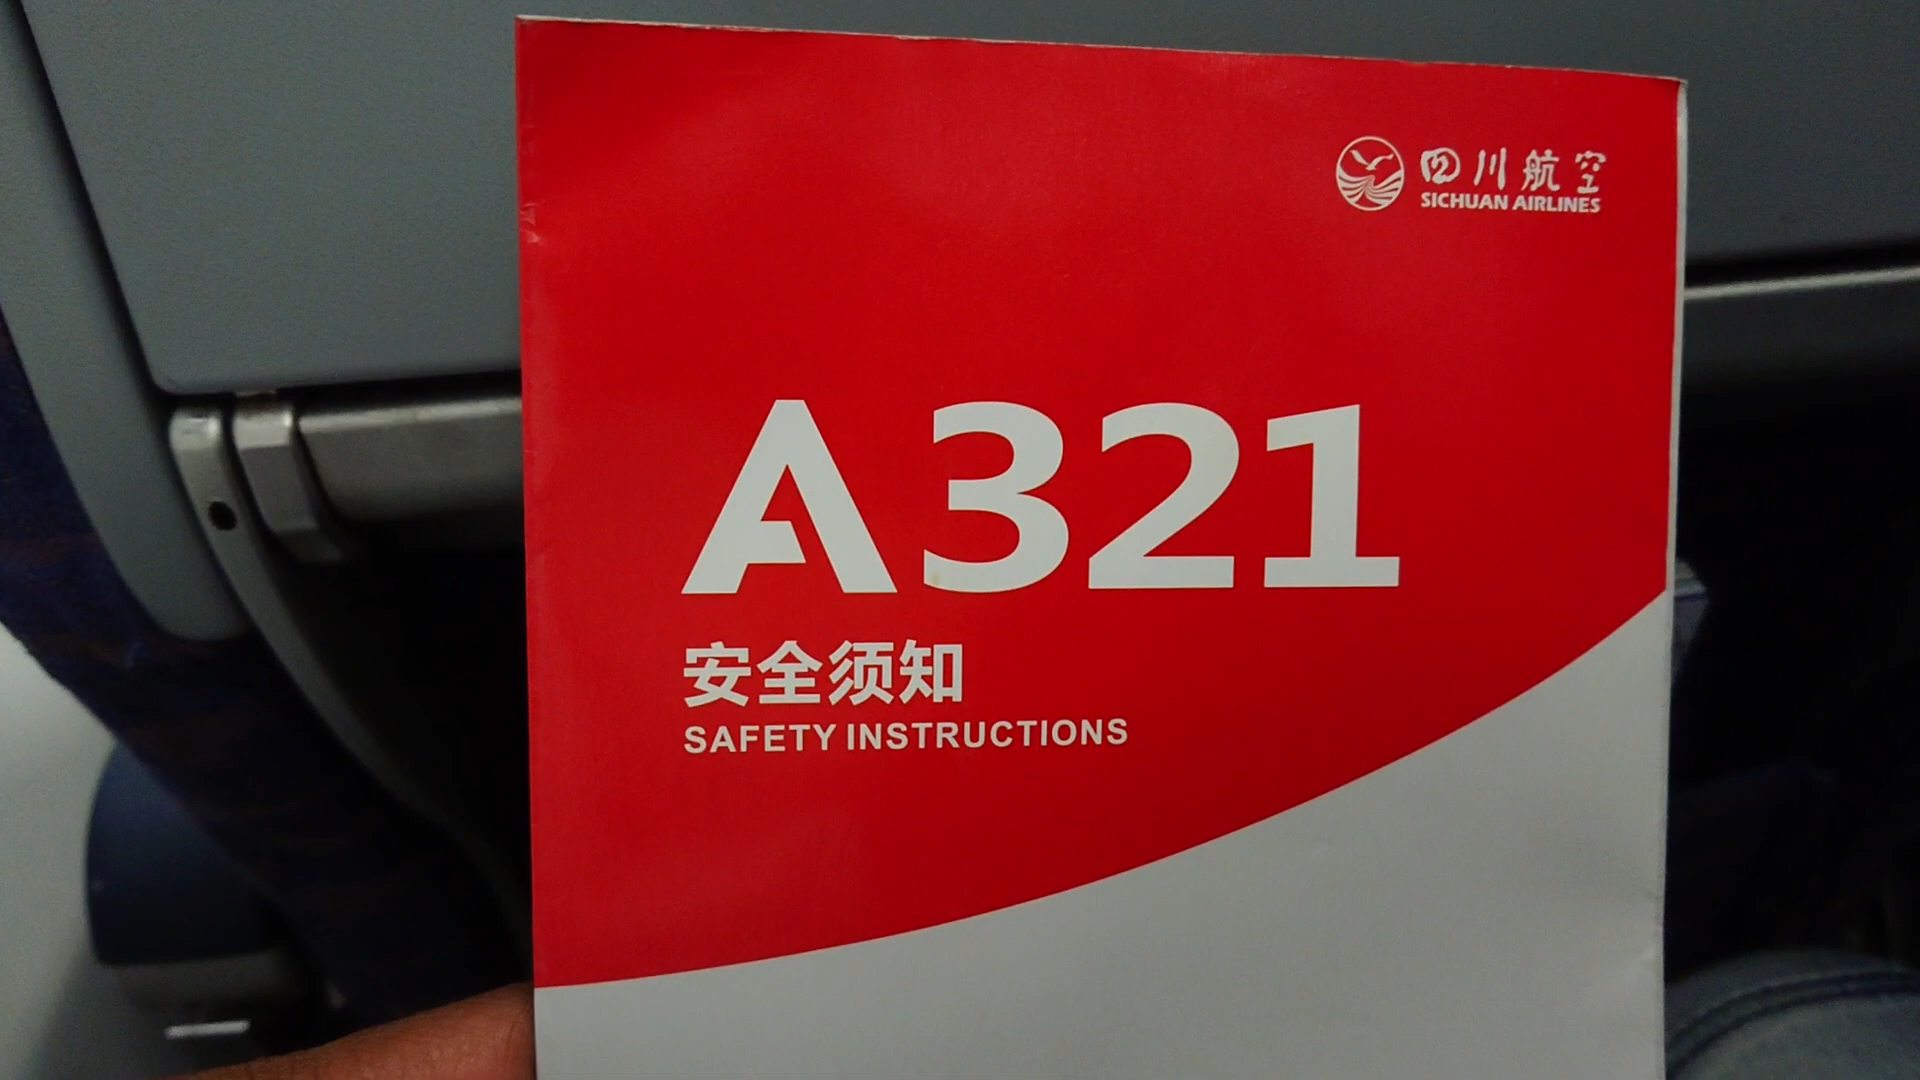 四川航空
SICHUAN AIRLINES
A321
安全须知
SAFETY INSTRUCTIONS